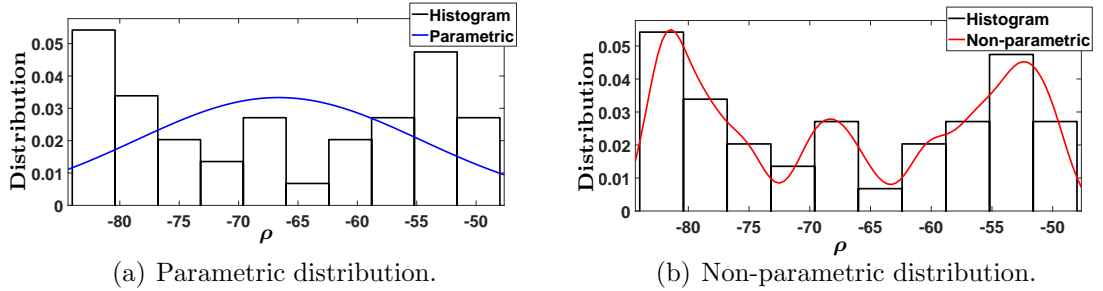 Histogram
Parametric
Distribution
0.05
0.04
0.03
0.02
0.01
0
-80 -75 -70 -65 -60 -55 -50
ρ
(a) Parametric distribution.
Histogram
Non-parametric
Distribution
0.05
0.04
0.03
0.02
0.01
0
-80 -75 -70 -65 -60 -55 -50
ρ
(b) Non-parametric distribution.